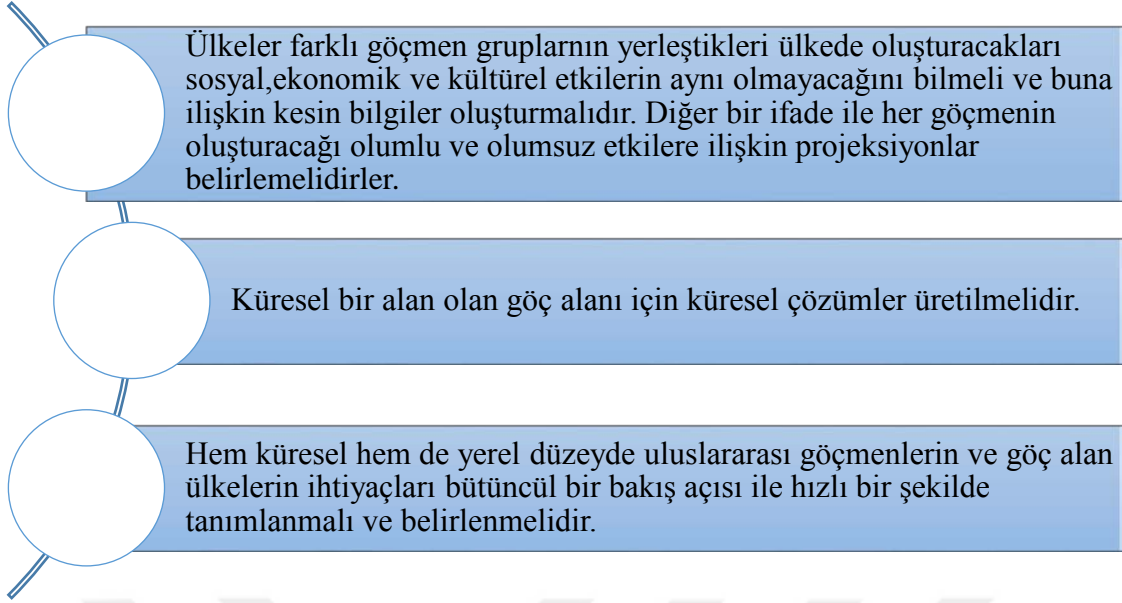 Ülkeler farklı göçmen gruplarnın yerleştikleri ülkede oluşturacakları
sosyal,ekonomik ve kültürel etkilerin aynı olmayacağını bilmeli ve buna
ilişkin kesin bilgiler oluşturmalıdır. Diğer bir ifade ile her göçmenin
oluşturacağı olumlu ve olumsuz etkilere ilişkin projeksiyonlar
belirlemelidirler.
Küresel bir alan olan göç alanı için küresel çözümler üretilmelidir.
Hem küresel hem de yerel düzeyde uluslararası göçmenlerin ve göç alan
ülkelerin ihtiyaçları bütüncül bir bakış açısı ile hızlı bir şekilde
tanımlanmalı ve belirlenmelidir.